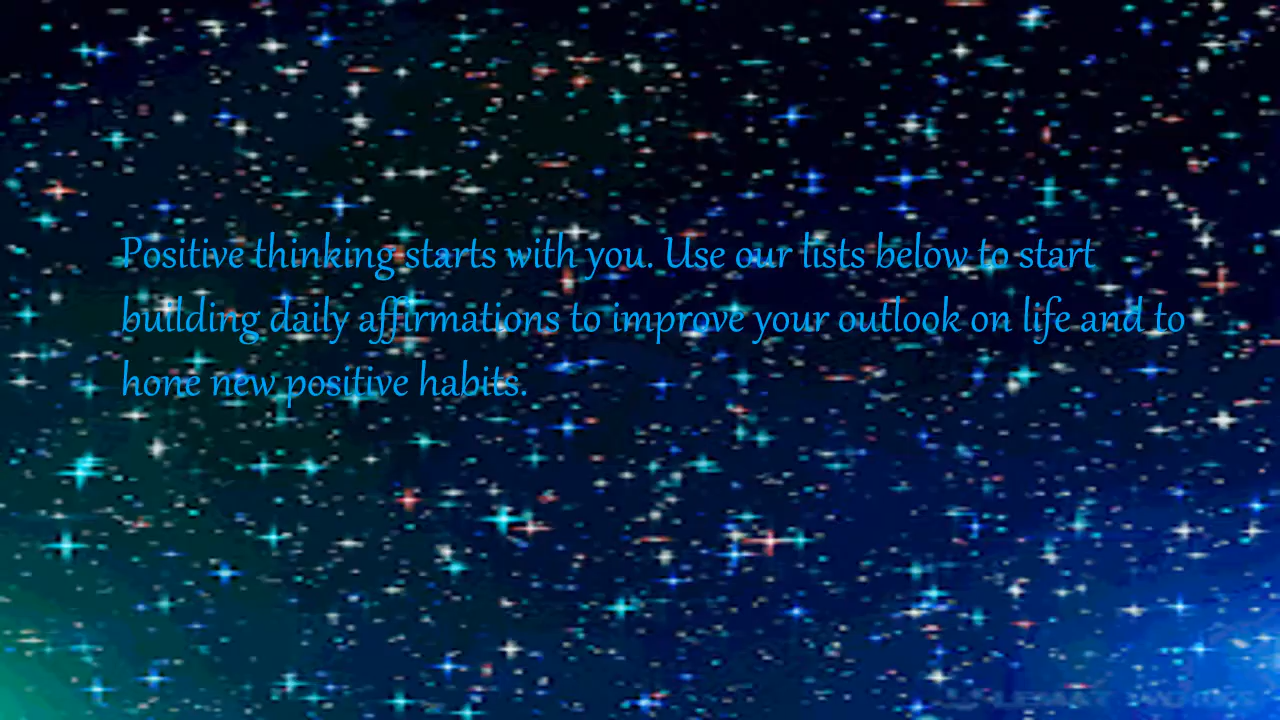 Positive thinking starts with you. Use our lists below to start
building daily affirmations to improve your outlook on life and to
hone new positive habits.